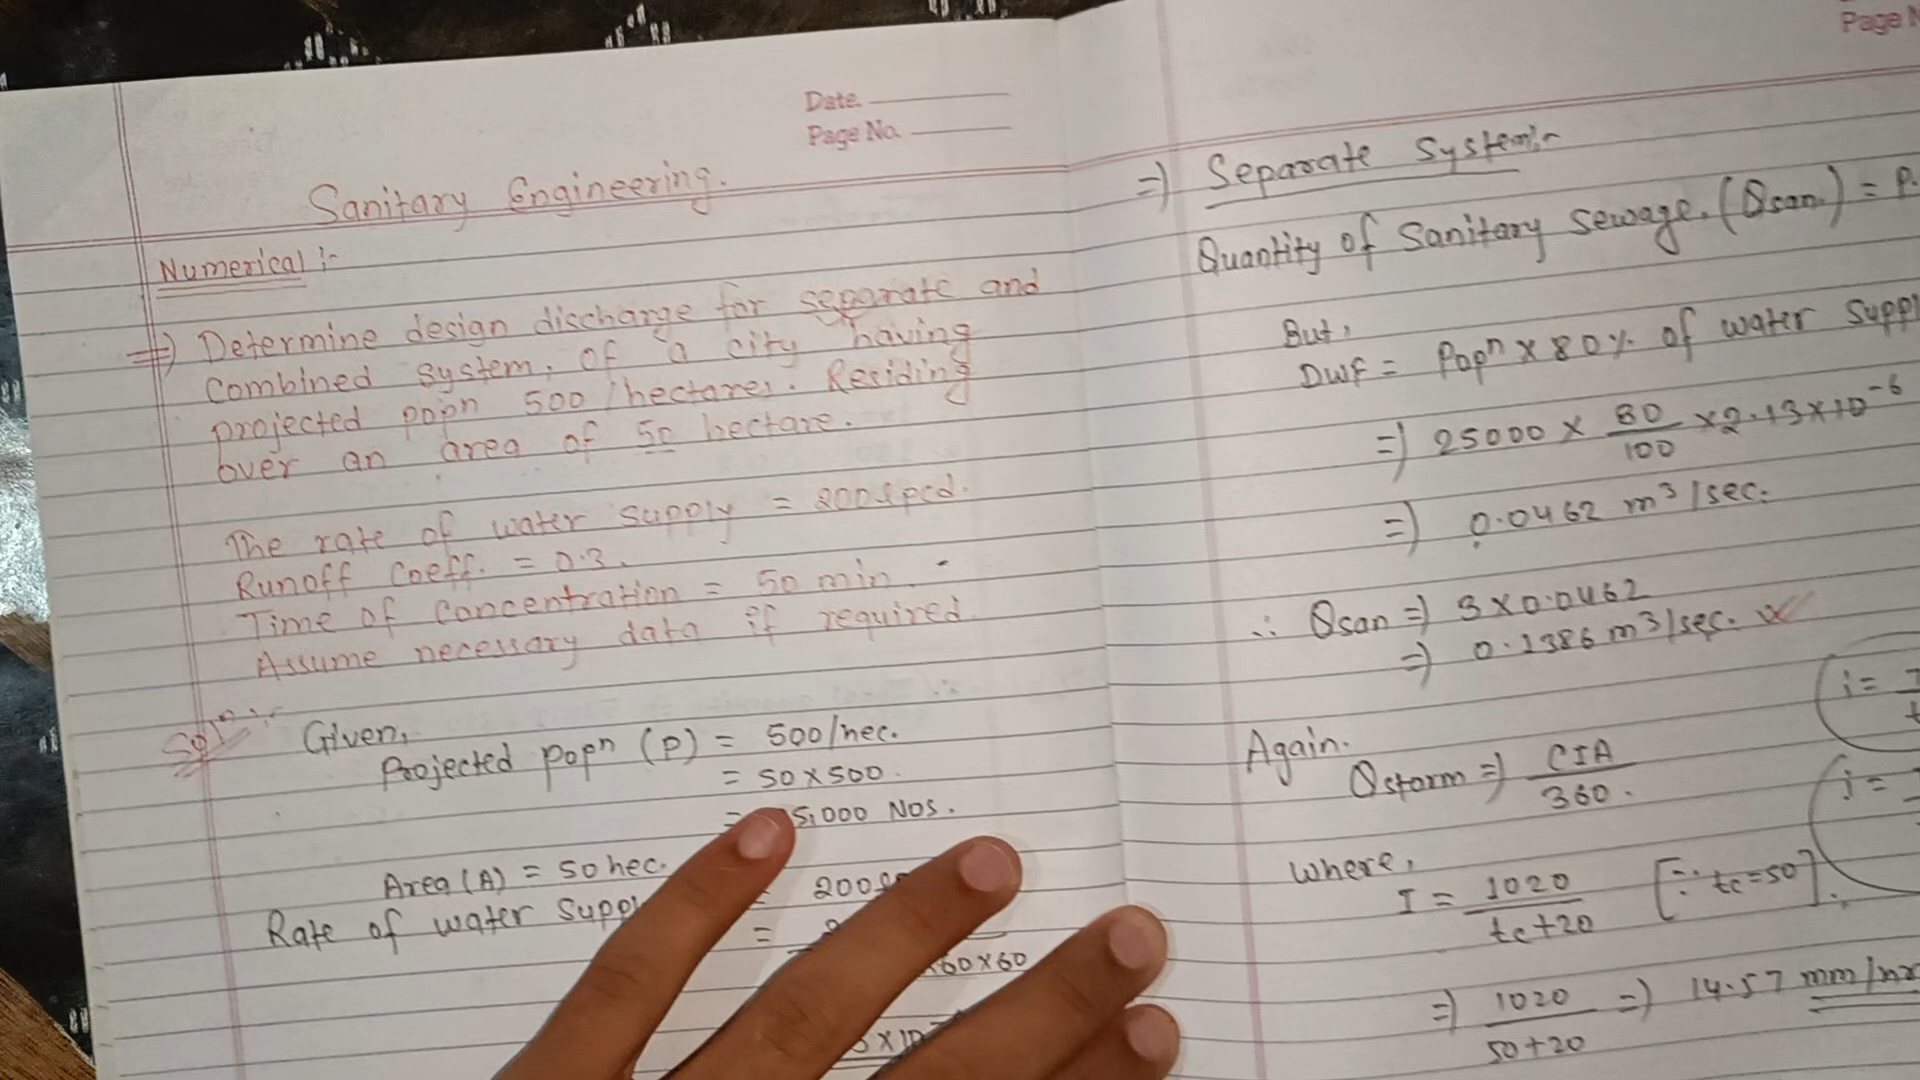 Date.
Page No.
Sanitary Engineering.
Numerical :-
=) Determine design discharge for separate and
Combined system, of a city having
projected popn 500 /hectares. Residing
over an area of 50 hectare.
The rate of water supply = 200 lpcd.
Runoff Coeff. = 0.3.
Time of Concentration = 50 min.
Assume necessary data if required.
Solⁿ:-
Given,
Projected popⁿ (P) = 500/hec.
= 50 x 500.
= 5,000 Nos.
Area (A) = 50 hec.
Rate of water suppl
= 200
=
x60x60
x10
Page N
=) Separate System:-
Quantity of Sanitary Sewage. (Qsan.) = P.
But,
DWF = Popⁿ x 80% of water suppl
=) 25000 x 80/100 x 2.13 x 10⁻⁶
=) 0.0462 m³/sec.
∴ Qsan =) 3 x 0.0462
=) 0.1386 m³/sec.
i =
Again.
Qstorm =) CIA/360.
i =
where,
I = 1020/tc+20 [∵ tc=50].
=) 1020/50+20 =) 14.57 mm/hr